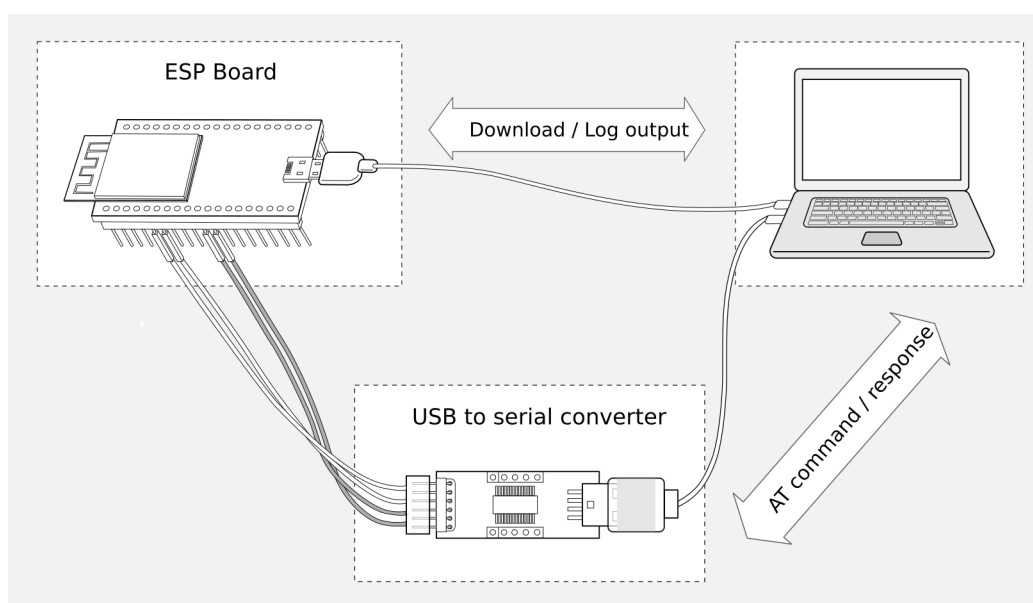 ESP Board
Download / Log output
USB to serial converter
AT command / response